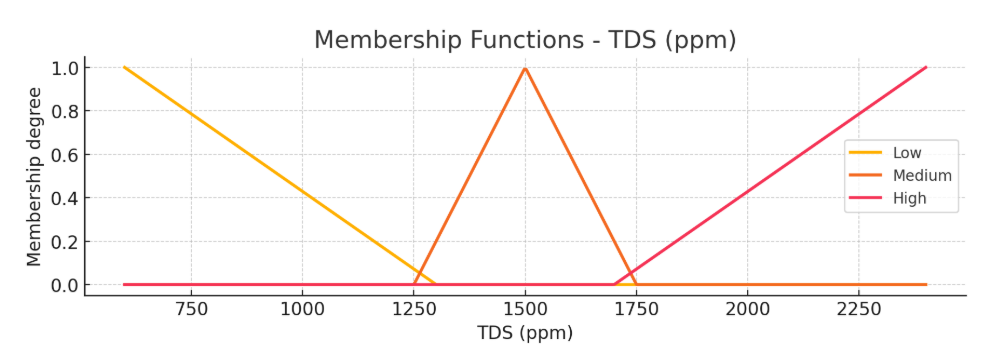 Membership Functions - TDS (ppm)
Membership degree
1.0
0.8
0.6
0.4
0.2
0.0
Low
Medium
High
750 1000 1250 1500 1750 2000 2250
TDS (ppm)